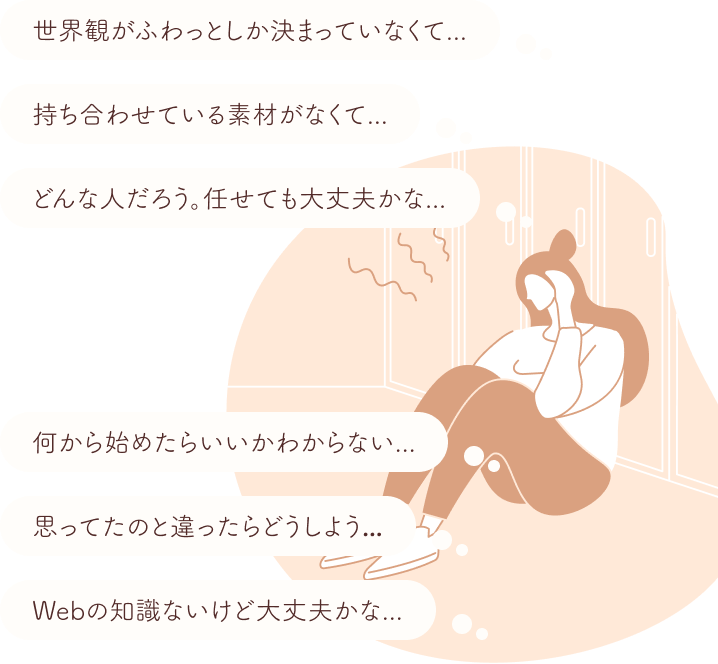 世界観がふわっとしか決まっていなくて...
持ち合わせている素材がなくて...
どんな人だろう。任せても大丈夫かな...
何から始めたらいいかわからない...
思ってたのと違ったらどうしよう...
Webの知識ないけど大丈夫かな...